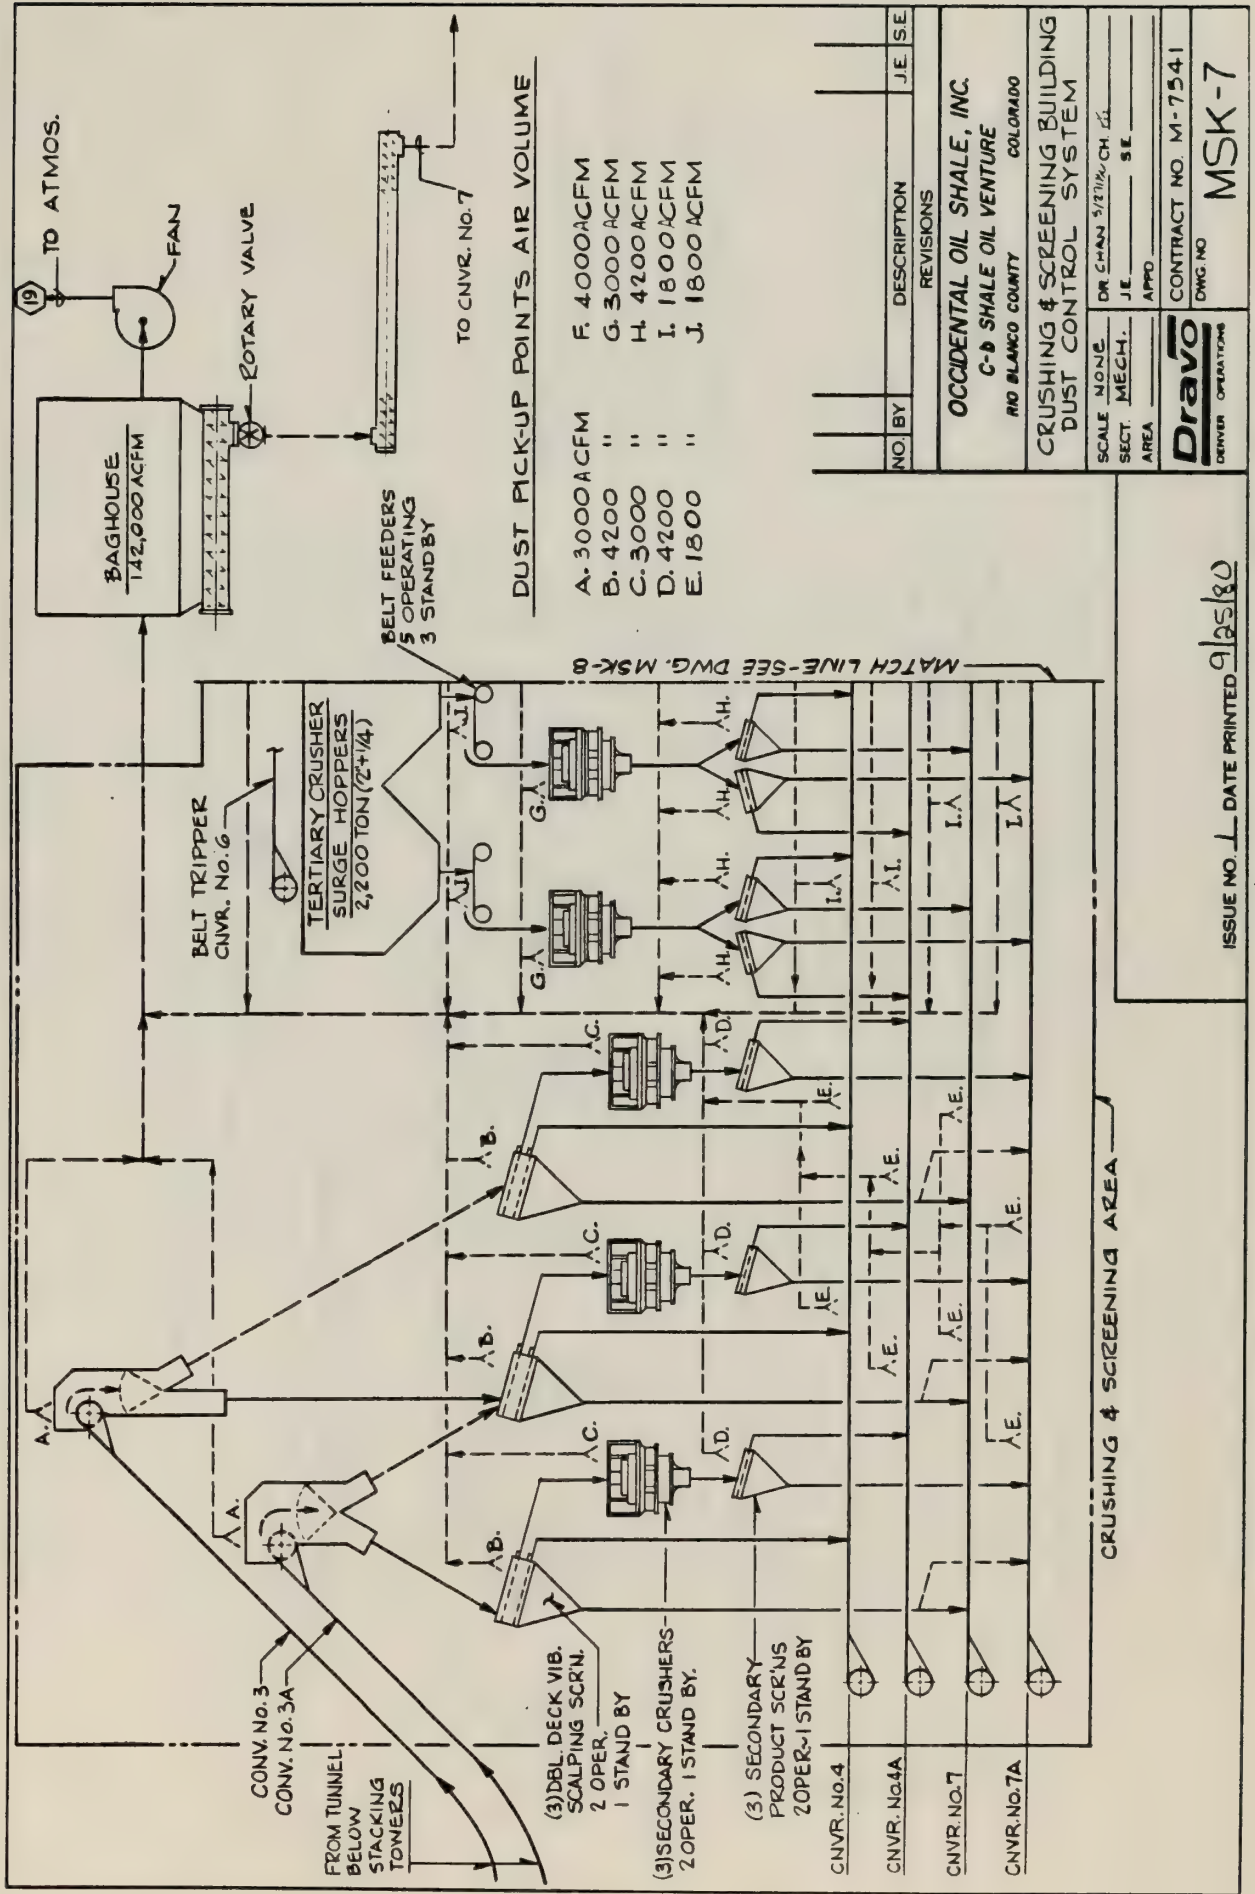 19
TO ATMOS.
FAN
BAGHOUSE
142,000 ACFM
ROTARY VALVE
TO CNVR. NO. 7
BELT FEEDERS
5 OPERATING
3 STANDBY
DUST PICK-UP POINTS AIR VOLUME
A. 3000 ACFM
B. 4200 "
C. 3000 "
D. 4200 "
E. 1800 "
F. 4000 ACFM
G. 3000 ACFM
H. 4200 ACFM
I. 1800 ACFM
J. 1800 ACFM
BELT TRIPPER
CNVR. No. 6
TERTIARY CRUSHER
SURGE HOPPERS
2,200 TON (2"+1/4)
MATCH LINE-SEE DWG. MSK-8
A.
A.
B.
B.
B.
C.
C.
C.
D.
D.
D.
E.
E.
E.
E.
E.
E.
E.
E.
G.
G.
H.
H.
H.
H.
I.
I.
I.
I.
J.
J.
CONV. No. 3
CONV. No. 3A
FROM TUNNEL
BELOW
STACKING
TOWERS
(3) DBL. DECK VIB.
SCALPING SCR'N.
2 OPER.
1 STAND BY
(3) SECONDARY CRUSHERS
2 OPER. 1 STAND BY.
(3) SECONDARY
PRODUCT SCR'NS
2 OPER~1 STAND BY
CNVR. No. 4
CNVR. No. 4A
CNVR. No. 7
CNVR. No. 7A
CRUSHING & SCREENING AREA
ISSUE NO. 1 DATE PRINTED 9/25/80
NO. BY DESCRIPTION J.E. S.E.
REVISIONS
OCCIDENTAL OIL SHALE, INC.
C-b SHALE OIL VENTURE
RIO BLANCO COUNTY COLORADO
CRUSHING & SCREENING BUILDING
DUST CONTROL SYSTEM
SCALE NONE DR. CHAN CH.
SECT. MECH. J.E. S.E.
AREA APPD
Dravo
DENVER OPERATIONS
CONTRACT NO. M-7541
DWG. NO
MSK-7